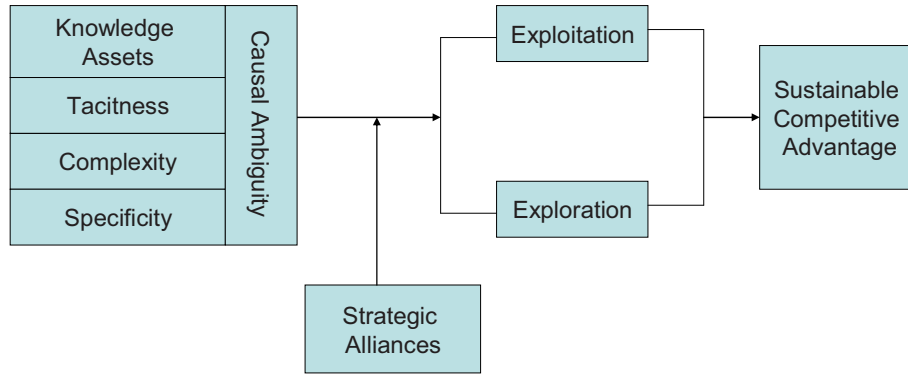 Knowledge
Assets
Tacitness
Complexity
Specificity
Causal Ambiguity
Exploitation
Exploration
Strategic
Alliances
Sustainable
Competitive
Advantage